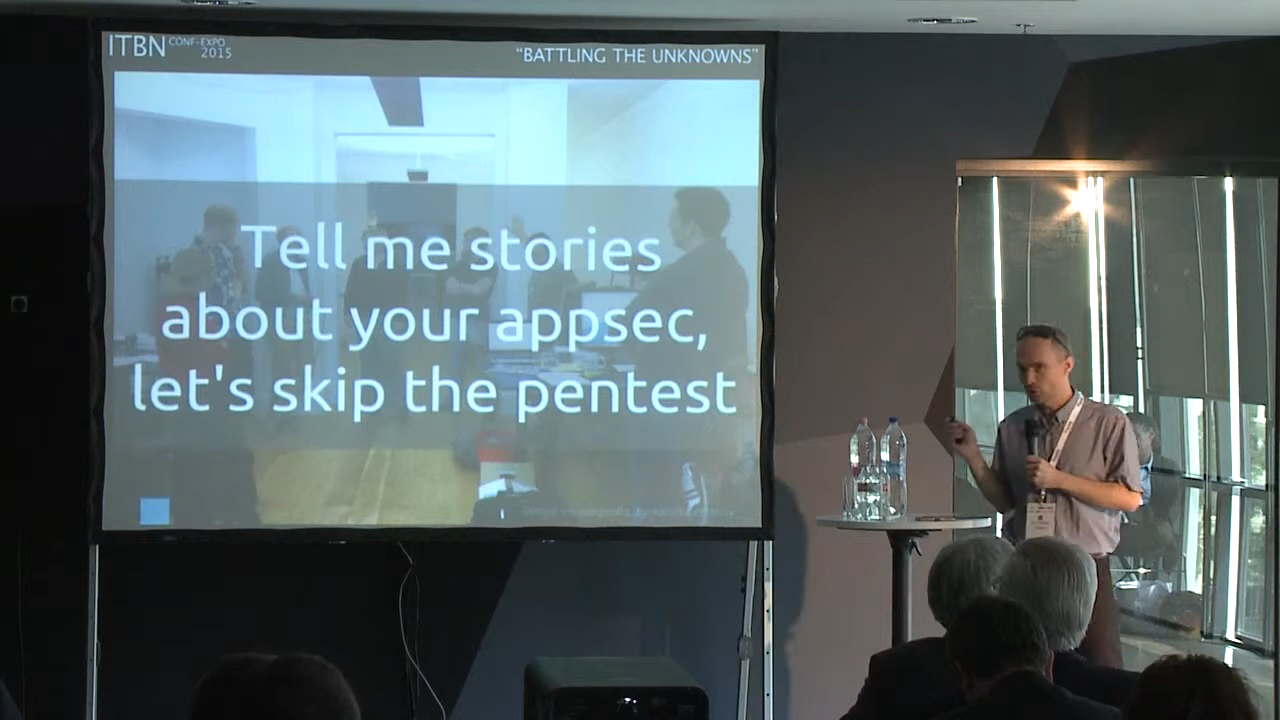 ITBN CONF-EXPO
2015
"BATTLING THE UNKNOWNS"
Tell me stories
about your appsec,
let's skip the pentest